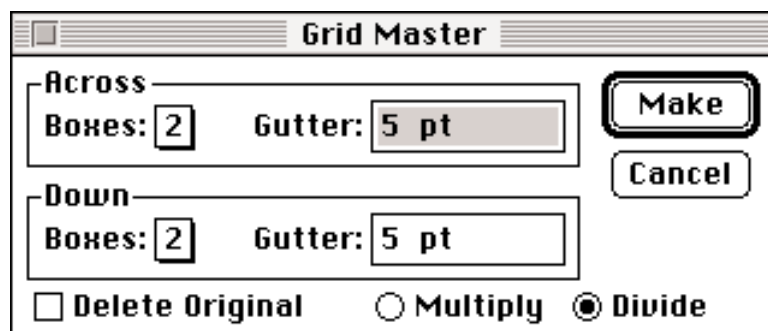 Grid Master
Across
Boxes: 2 Gutter: 5 pt
Make
Cancel
Down
Boxes: 2 Gutter: 5 pt
Delete Original Multiply Divide